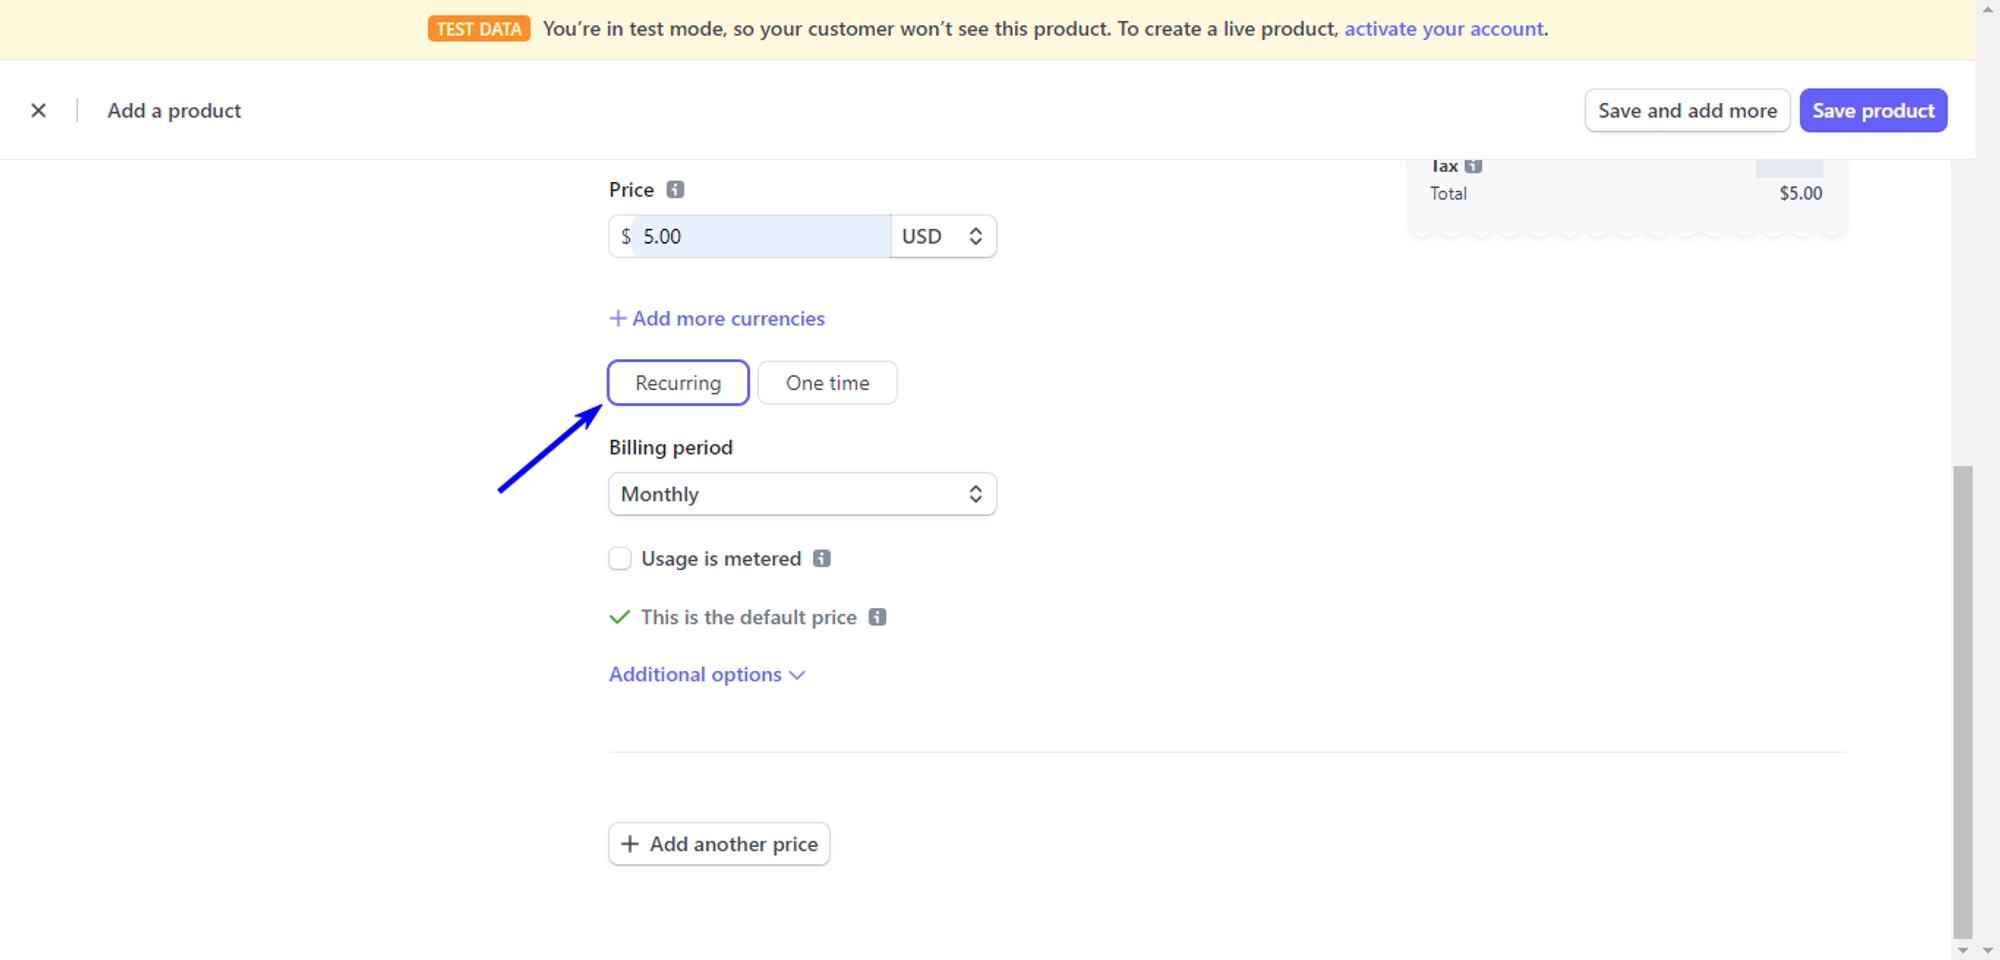 TEST DATA You’re in test mode, so your customer won’t see this product. To create a live product, activate your account.
Add a product
Save and add more
Save product
Tax
Total $5.00
Price
$ 5.00 USD
Add more currencies
Recurring One time
Billing period
Monthly
Usage is metered
This is the default price
Additional options
Add another price